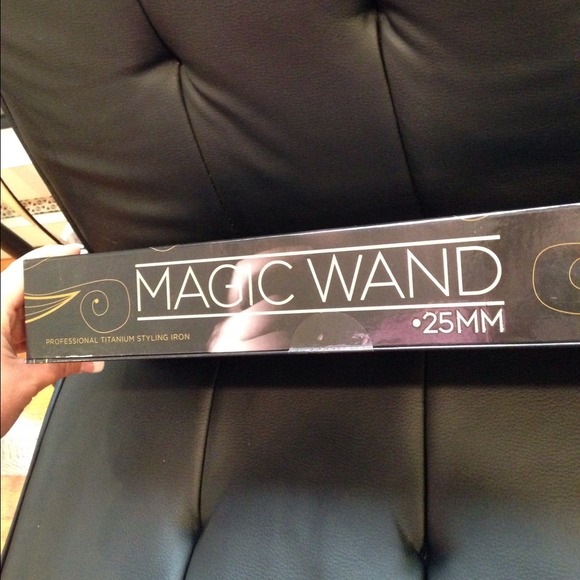 MAGIC WAND
•25MM
PROFESSIONAL TITANIUM STYLING IRON